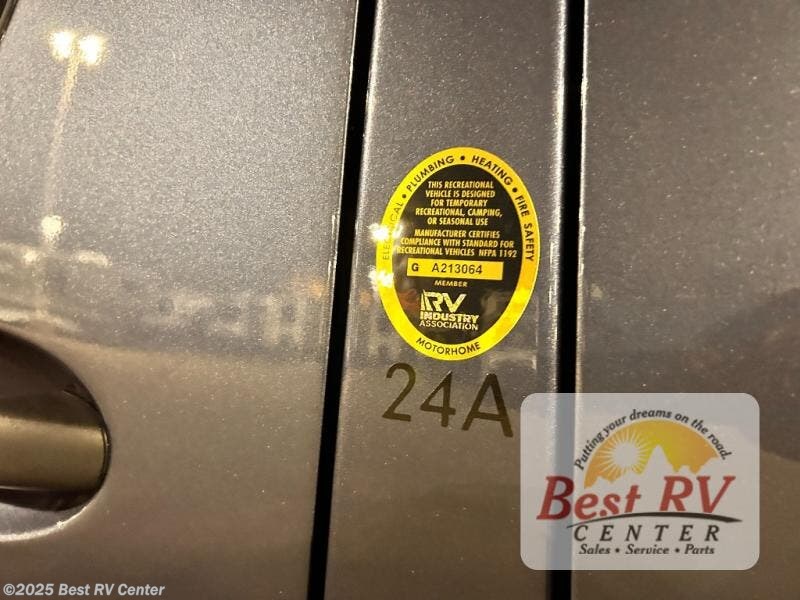 ELECTRICAL • PLUMBING • HEATING • FIRE SAFETY
THIS RECREATIONAL
VEHICLE IS DESIGNED
FOR TEMPORARY
RECREATIONAL, CAMPING,
OR SEASONAL USE
MANUFACTURER CERTIFIES
COMPLIANCE WITH STANDARD FOR
RECREATIONAL VEHICLES NFPA 1192
G A213064
MEMBER
RV
INDUSTRY
ASSOCIATION
MOTORHOME
24A
Putting your dreams on the road.
Best RV
CENTER
Sales • Service • Parts
©2025 Best RV Center